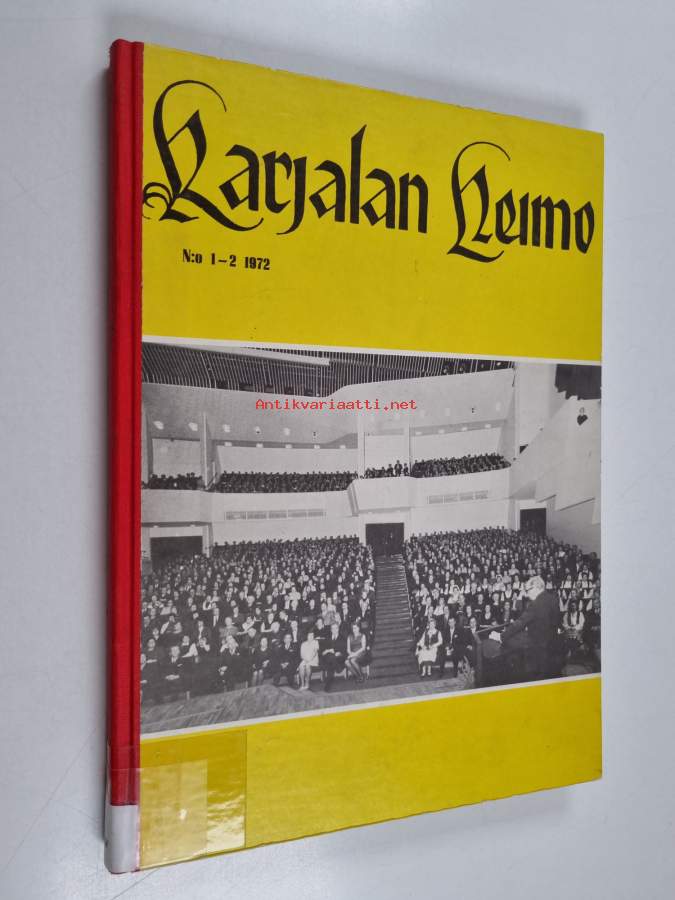 Karjalan Heimo
N:o 1-2 1972
Antikvariaatti.net